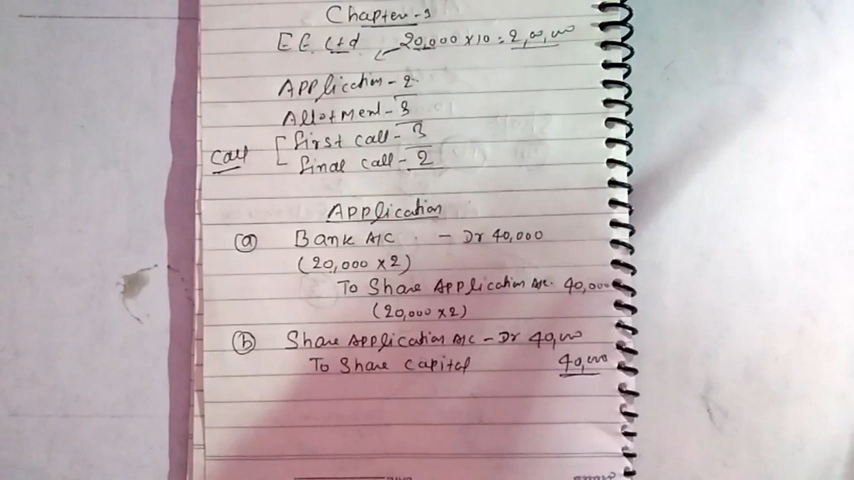 Chapter-9
EE Ltd 20,000 x 10 = 2,00,000
Application - 2
Allotment - 3
Call [ First call - 3
Final call - 2
Application
(a) Bank A/C - Dr 40,000
(20,000 x 2)
To Share Application A/c. 40,000
(20,000 x 2)
(b) Share Application A/C - Dr 40,000
To Share Capital 40,000